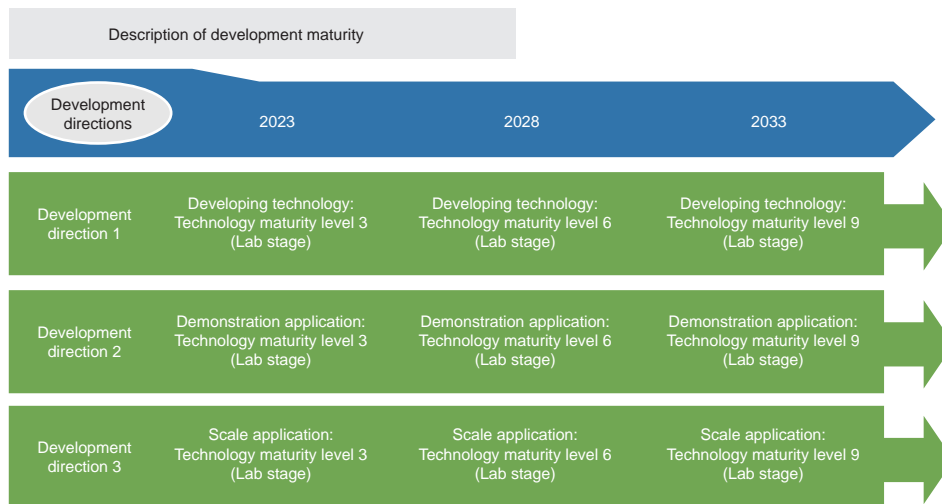 Description of development maturity
Development
directions
2023
2028
2033
Development
direction 1
Developing technology:
Technology maturity level 3
(Lab stage)
Developing technology:
Technology maturity level 6
(Lab stage)
Developing technology:
Technology maturity level 9
(Lab stage)
Development
direction 2
Demonstration application:
Technology maturity level 3
(Lab stage)
Demonstration application:
Technology maturity level 6
(Lab stage)
Demonstration application:
Technology maturity level 9
(Lab stage)
Development
direction 3
Scale application:
Technology maturity level 3
(Lab stage)
Scale application:
Technology maturity level 6
(Lab stage)
Scale application:
Technology maturity level 9
(Lab stage)